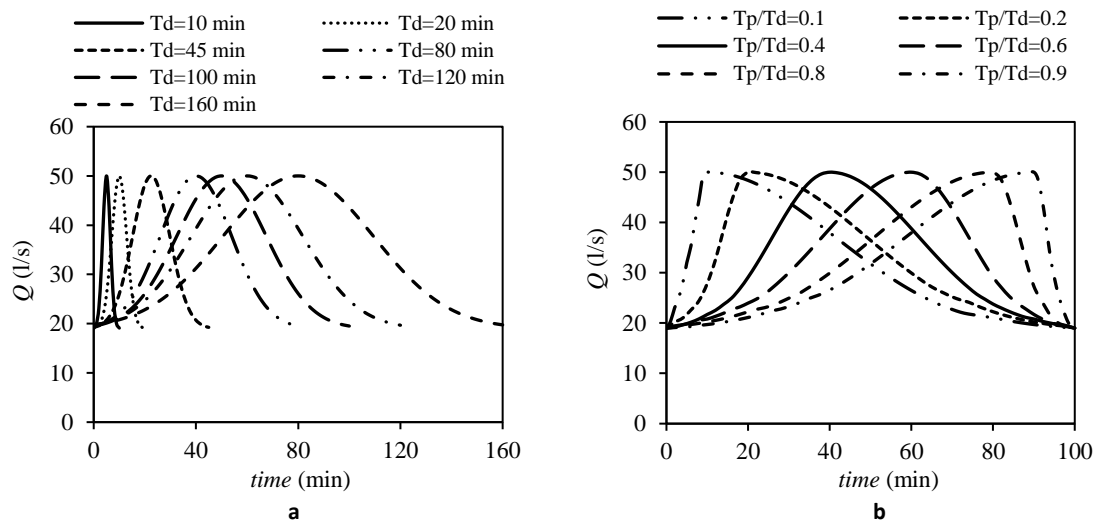 Td=10 min Td=20 min
Td=45 min Td=80 min
Td=100 min Td=120 min
Td=160 min
60
50
40
30
20
10
0
Q (l/s)
0 40 80 120 160
time (min)
a
Tp/Td=0.1 Tp/Td=0.2
Tp/Td=0.4 Tp/Td=0.6
Tp/Td=0.8 Tp/Td=0.9
60
50
40
30
20
10
0
Q (l/s)
0 20 40 60 80 100
time (min)
b